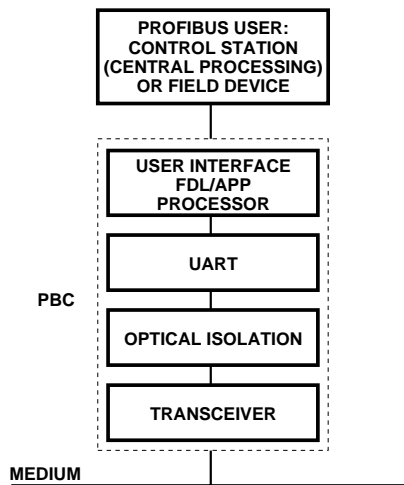 PROFIBUS USER:
CONTROL STATION
(CENTRAL PROCESSING)
OR FIELD DEVICE
USER INTERFACE
FDL/APP
PROCESSOR
UART
PBC
OPTICAL ISOLATION
TRANSCEIVER
MEDIUM